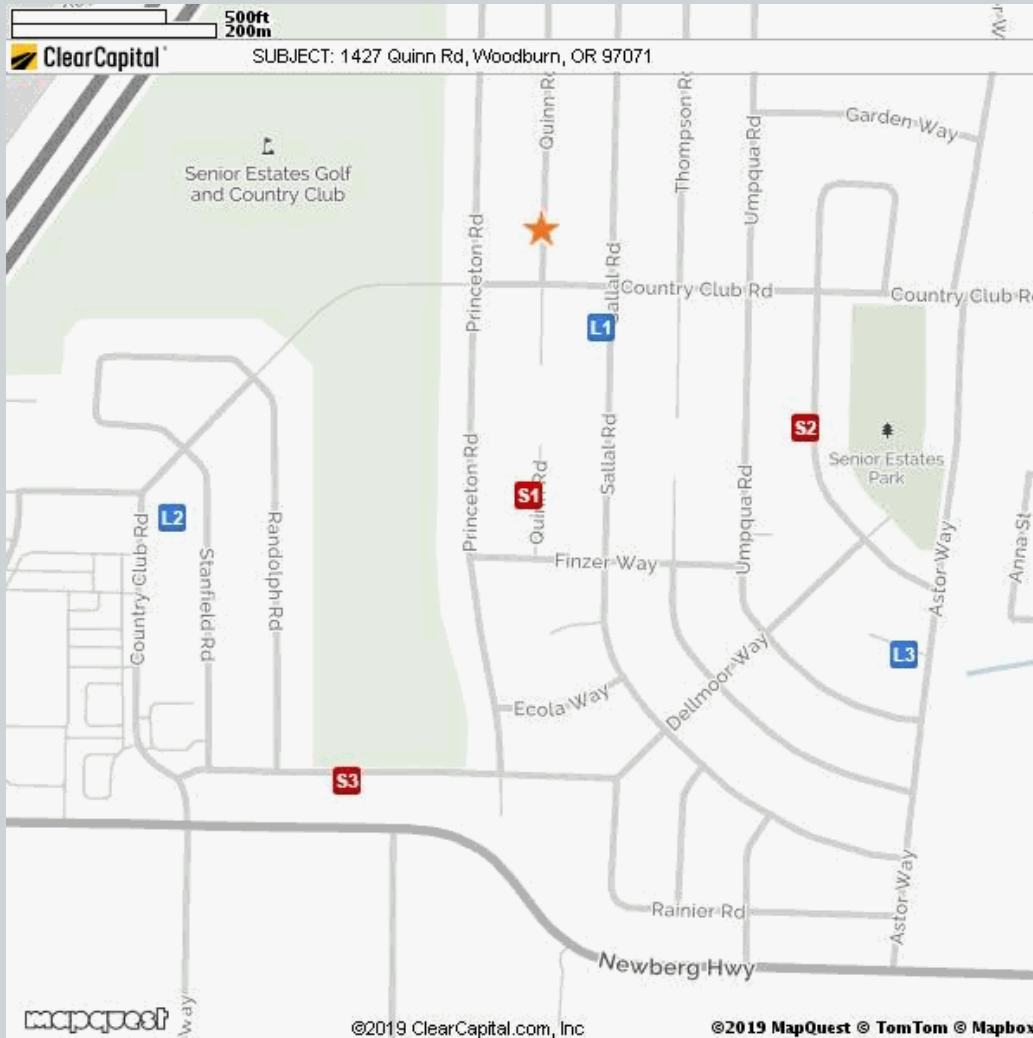 500ft
200m
ClearCapital
SUBJECT: 1427 Quinn Rd, Woodburn, OR 97071
Quinn Rd
Thompson Rd
Umpqua Rd
Garden Way
Senior Estates Golf
and Country Club
Princeton Rd
Sallal Rd
Country Club Rd
Country Club Rd
L1
S2
Senior Estates
Park
Princeton Rd
Sallal Rd
S1
Quinn Rd
Umpqua Rd
L2
Country Club Rd
Stanfield Rd
Randolph Rd
Finzer Way
Astor Way
Anna St
L3
Dellmoor Way
Ecola Way
S3
Rainier Rd
Astor Way
Newberg Hwy
way
mapquest
©2019 ClearCapital.com, Inc
©2019 MapQuest © TomTom © Mapbox